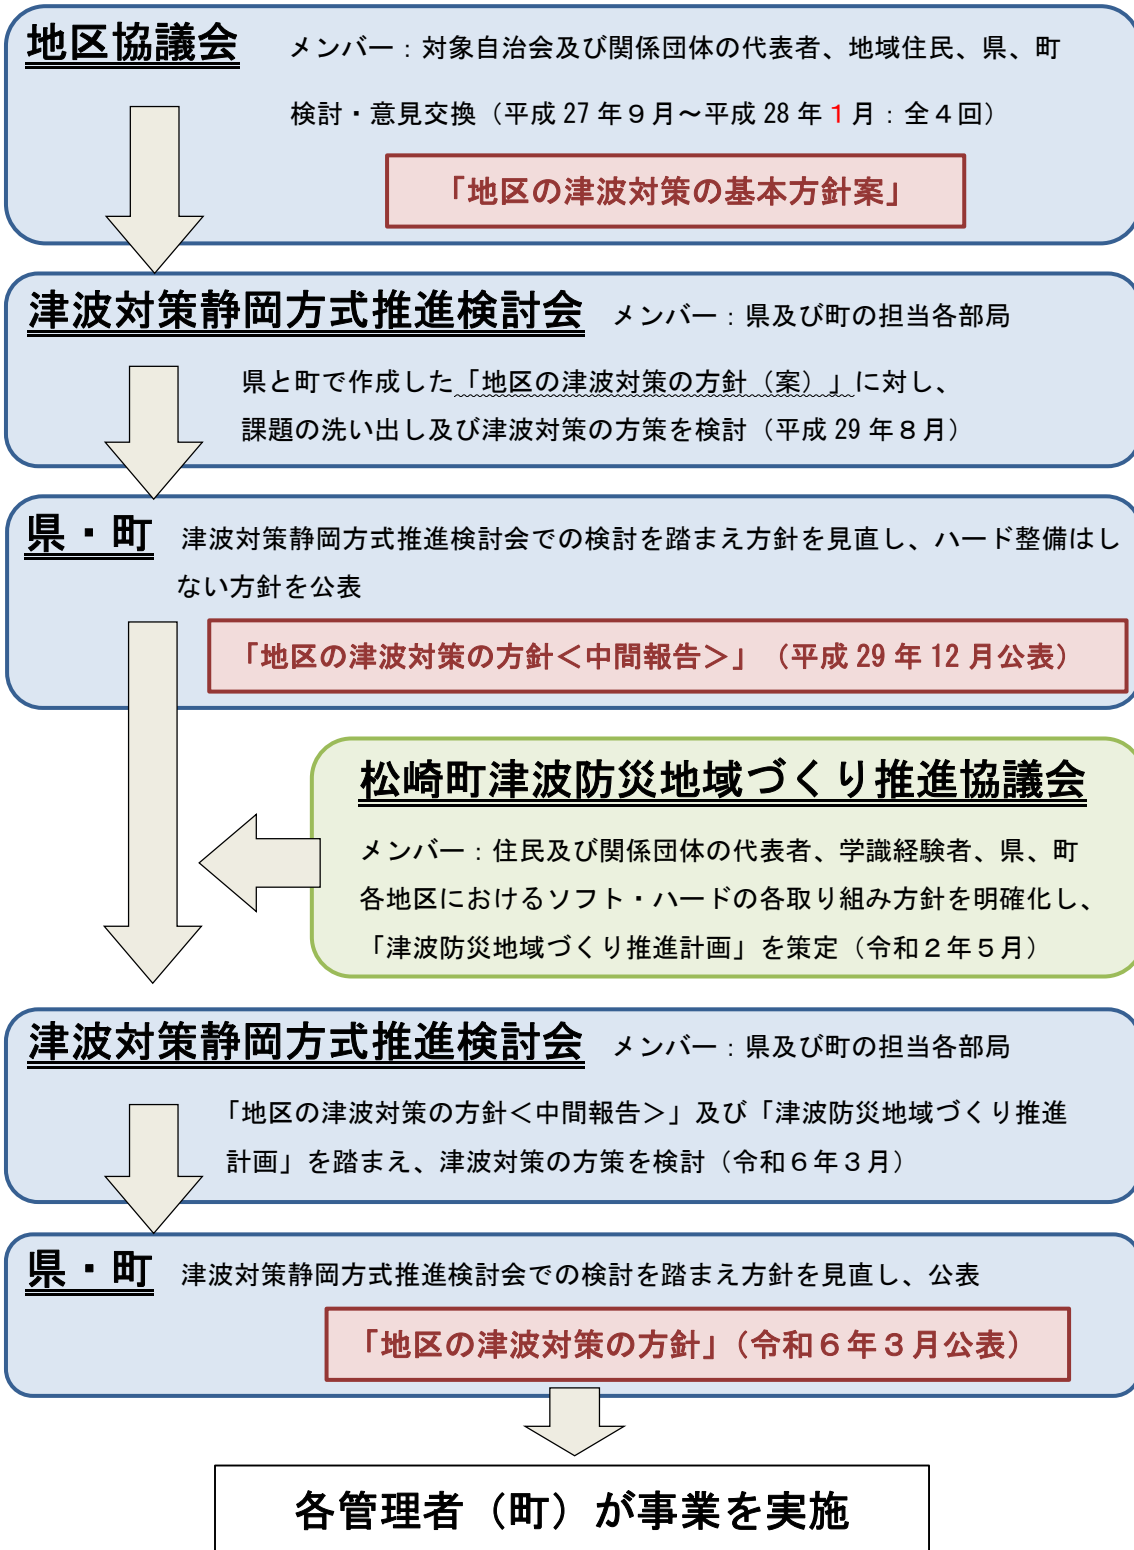 地区協議会 メンバー：対象自治会及び関係団体の代表者、地域住民、県、町
検討・意見交換（平成27年９月～平成28年１月：全４回）
「地区の津波対策の基本方針案」
津波対策静岡方式推進検討会 メンバー：県及び町の担当各部局
県と町で作成した「地区の津波対策の方針（案）」に対し、
課題の洗い出し及び津波対策の方策を検討（平成29年８月）
県・町 津波対策静岡方式推進検討会での検討を踏まえ方針を見直し、ハード整備はし
ない方針を公表
「地区の津波対策の方針＜中間報告＞」（平成29年12月公表）
松崎町津波防災地域づくり推進協議会
メンバー：住民及び関係団体の代表者、学識経験者、県、町
各地区におけるソフト・ハードの各取り組み方針を明確化し、
「津波防災地域づくり推進計画」を策定（令和２年５月）
津波対策静岡方式推進検討会 メンバー：県及び町の担当各部局
「地区の津波対策の方針＜中間報告＞」及び「津波防災地域づくり推進
計画」を踏まえ、津波対策の方策を検討（令和６年３月）
県・町 津波対策静岡方式推進検討会での検討を踏まえ方針を見直し、公表
「地区の津波対策の方針」（令和６年３月公表）
各管理者（町）が事業を実施